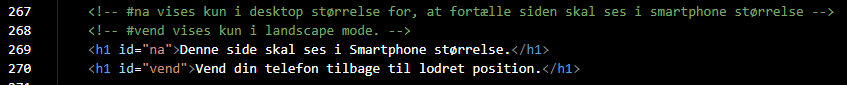 267 <!-- #na vises kun i desktop størrelse for, at fortælle siden skal ses i smartphone størrelse -->
268 <!-- #vend vises kun i landscape mode. -->
269 <h1 id="na">Denne side skal ses i Smartphone størrelse.</h1>
270 <h1 id="vend">Vend din telefon tilbage til lodret position.</h1>